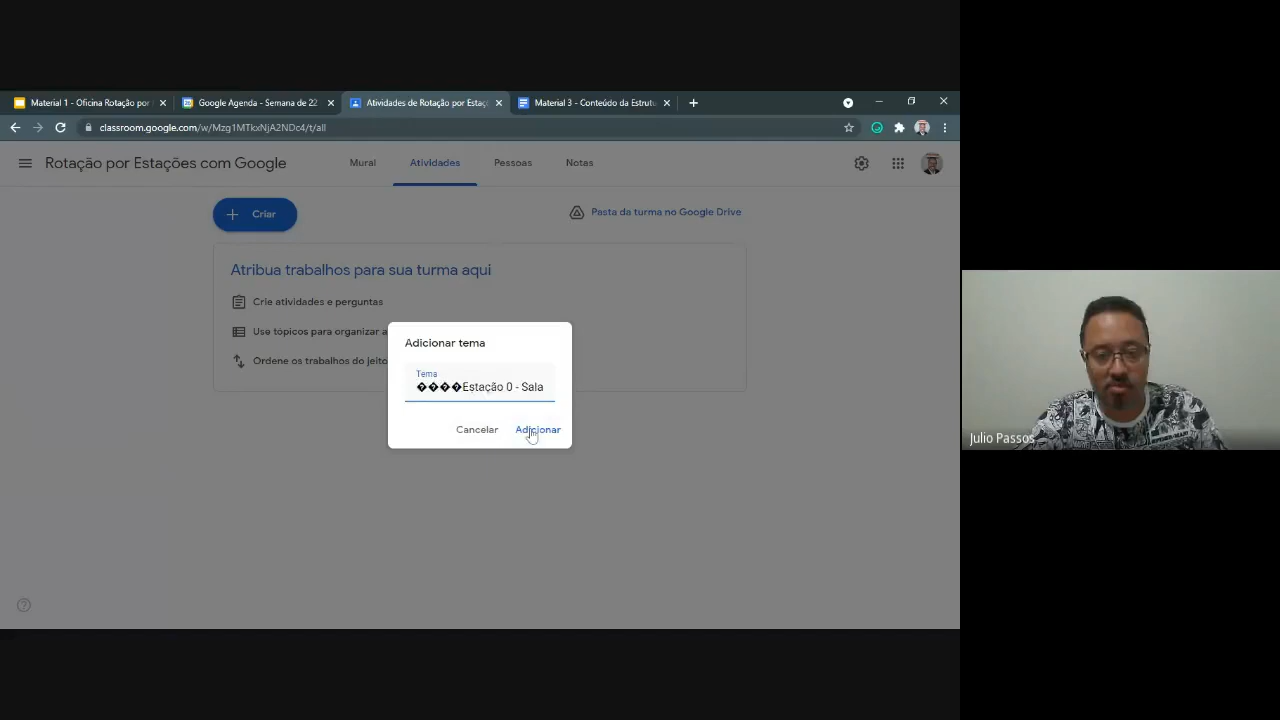 Material 1 - Oficina Rotação por
Google Agenda - Semana de 22
Atividades de Rotação por Estaç
Material 3 - Conteúdo da Estrutu
classroom.google.com/w/Mzg1MTkxNjA2NDc4/t/all
Rotação por Estações com Google
Mural
Atividades
Pessoas
Notas
Criar
Pasta da turma no Google Drive
Atribua trabalhos para sua turma aqui
Crie atividades e perguntas
Use tópicos para organizar a
Ordene os trabalhos do jeito
Adicionar tema
Tema
����Estação 0 - Sala
Cancelar
Adicionar
Julio Passos